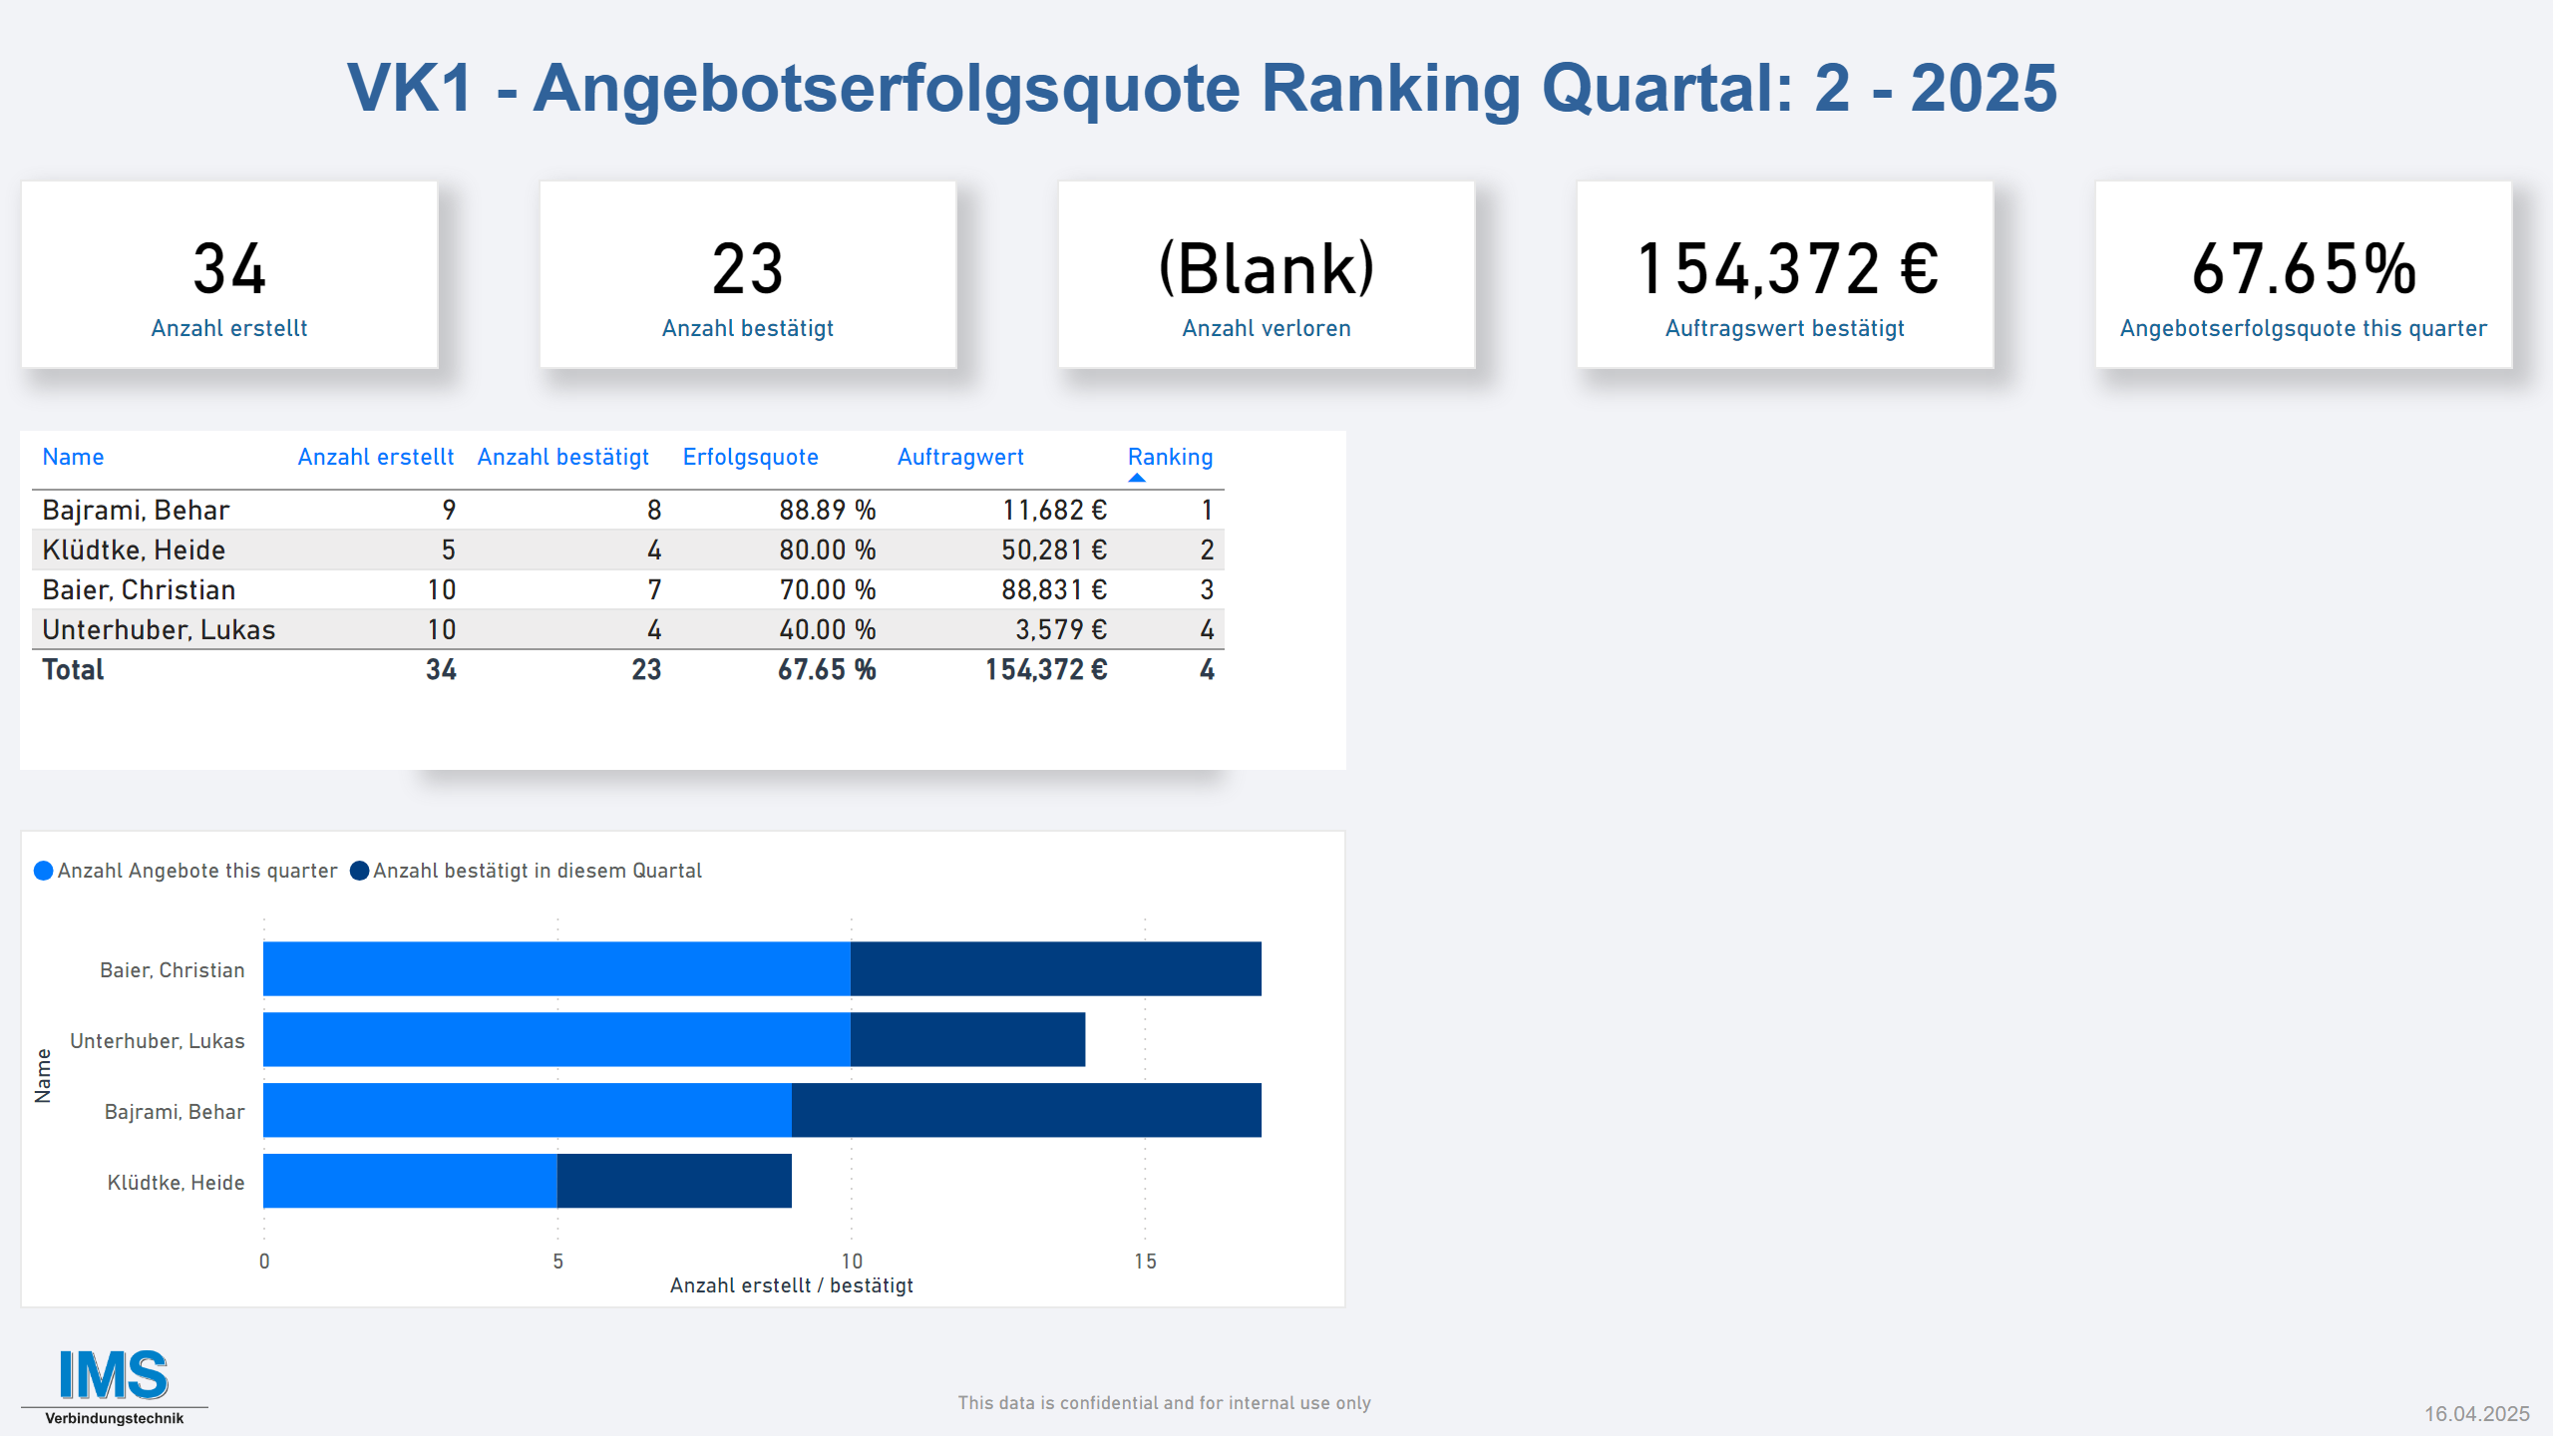 VK1 - Angebotserfolgsquote Ranking Quartal: 2 - 2025
34
Anzahl erstellt
23
Anzahl bestätigt
(Blank)
Anzahl verloren
154,372 €
Auftragswert bestätigt
67.65%
Angebotserfolgsquote this quarter
Name Anzahl erstellt Anzahl bestätigt Erfolgsquote Auftragwert Ranking
Bajrami, Behar 9 8 88.89 % 11,682 € 1
Klüdtke, Heide 5 4 80.00 % 50,281 € 2
Baier, Christian 10 7 70.00 % 88,831 € 3
Unterhuber, Lukas 10 4 40.00 % 3,579 € 4
Total 34 23 67.65 % 154,372 € 4
Anzahl Angebote this quarter Anzahl bestätigt in diesem Quartal
Name
Baier, Christian
Unterhuber, Lukas
Bajrami, Behar
Klüdtke, Heide
0 5 10 15
Anzahl erstellt / bestätigt
IMS
Verbindungstechnik
This data is confidential and for internal use only
16.04.2025